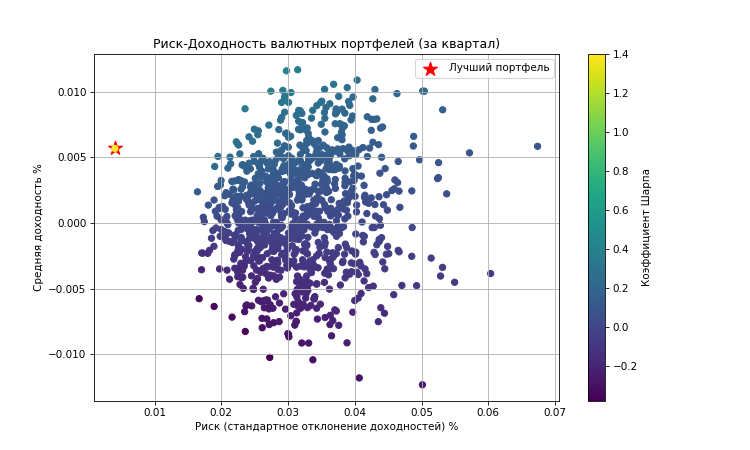 Риск-Доходность валютных портфелей (за квартал)
Лучший портфель
0.010
0.005
0.000
−0.005
−0.010
Средняя доходность %
0.01 0.02 0.03 0.04 0.05 0.06 0.07
Риск (стандартное отклонение доходностей) %
1.4
1.2
1.0
0.8
0.6
0.4
0.2
0.0
−0.2
Коэффициент Шарпа